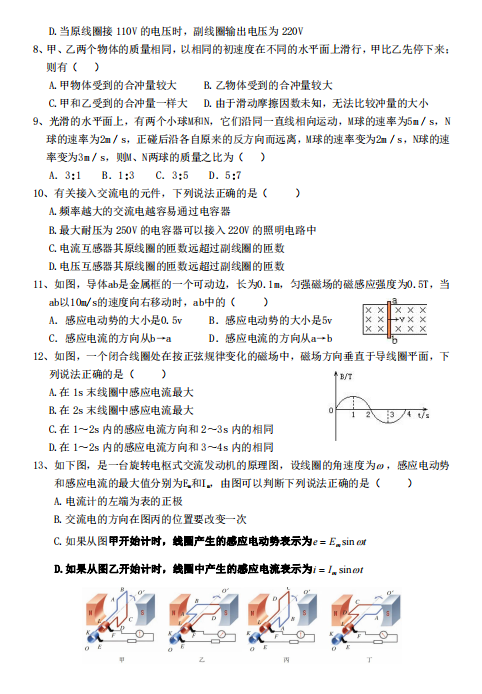 D.当原线圈接 110V 的电压时，副线圈输出电压为 220V
8、甲、乙两个物体的质量相同，以相同的初速度在不同的水平面上滑行，甲比乙先停下来；
则有（    ）
A.甲物体受到的合冲量较大    B.乙物体受到的合冲量较大
C.甲和乙受到的合冲量一样大  D.由于滑动摩擦因数未知，无法比较冲量的大小
9、光滑的水平面上，有两个小球M和N，它们沿同一直线相向运动，M球的速率为5m／s，N
球的速率为2m／s，正碰后沿各自原来的反方向而远离，M球的速率变为2m／s，N球的速
率变为3m／s，则M、N两球的质量之比为（    ）
A．3∶1    B．1∶3    C．3∶5    D．5∶7
10、有关接入交流电的元件，下列说法正确的是（    ）
A.频率越大的交流电越容易通过电容器
B.最大耐压为 250V 的电容器可以接入 220V 的照明电路中
C.电流互感器其原线圈的匝数远超过副线圈的匝数
D.电压互感器其原线圈的匝数远超过副线圈的匝数
11、如图，导体ab是金属框的一个可动边，长为0.1m，匀强磁场的磁感应强度为0.5T，当
ab以10m/s的速度向右移动时，ab中的（    ）
A．感应电动势的大小是0.5v    B．感应电动势的大小是5v
C．感应电流的方向从b→a    D．感应电流的方向从a→b
a
v
b
12、如图，一个闭合线圈处在按正弦规律变化的磁场中，磁场方向垂直于导线圈平面，下
列说法正确的是（    ）
A.在 1s 末线圈中感应电流最大
B.在 2s 末线圈中感应电流最大
C.在 1～2s 内的感应电流方向和 2～3s 内的相同
D.在 1～2s 内的感应电流方向和 3～4s 内的相同
B/T
0 1 2 3 4 t/s
13、如下图，是一台旋转电枢式交流发动机的原理图，设线圈的角速度为ω，感应电动势
和感应电流的最大值分别为Em和Im，由图可以判断下列说法正确的是（    ）
A.电流计的左端为表的正极
B.交流电的方向在图丙的位置要改变一次
C.如果从图甲开始计时，线圈产生的感应电动势表示为e = Em sin ωt
D.如果从图乙开始计时，线圈中产生的感应电流表示为i = Im sin ωt
甲 乙 丙 丁